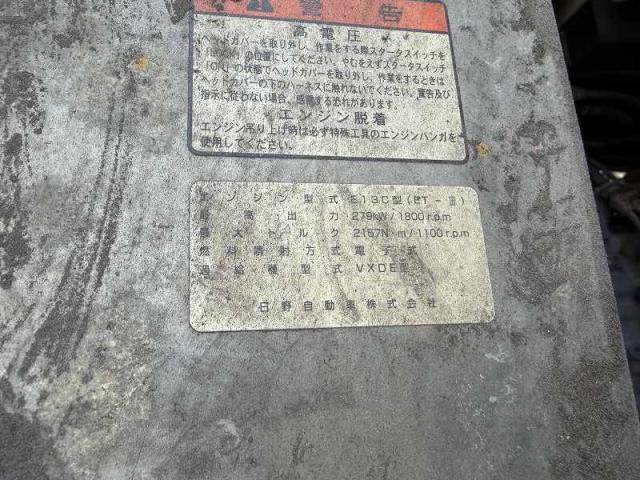 警告
高電圧
ヘッドカバーを取り外し、作業をする際スタータスイッチを
の位置にしてください。やむをえずスタータスイッチ
「ON」の状態でヘッドカバーを取り外し、作業をするときは
ヘッドカバーの下のハーネスに触れないでください。警告及び
指示に従わない場合、感電する恐れがあります。
エンジン脱着
エンジン吊り上げ時は必ず特殊工具のエンジンハンガを
使用してください。
エンジン型式 E13C型(ET-Ⅱ)
最高出力 279kW/1800r.pm
最大トルク 2157N·m/1100r.pm
燃料噴射方式 電子式
過給機型式 VXDE型
日野自動車株式会社